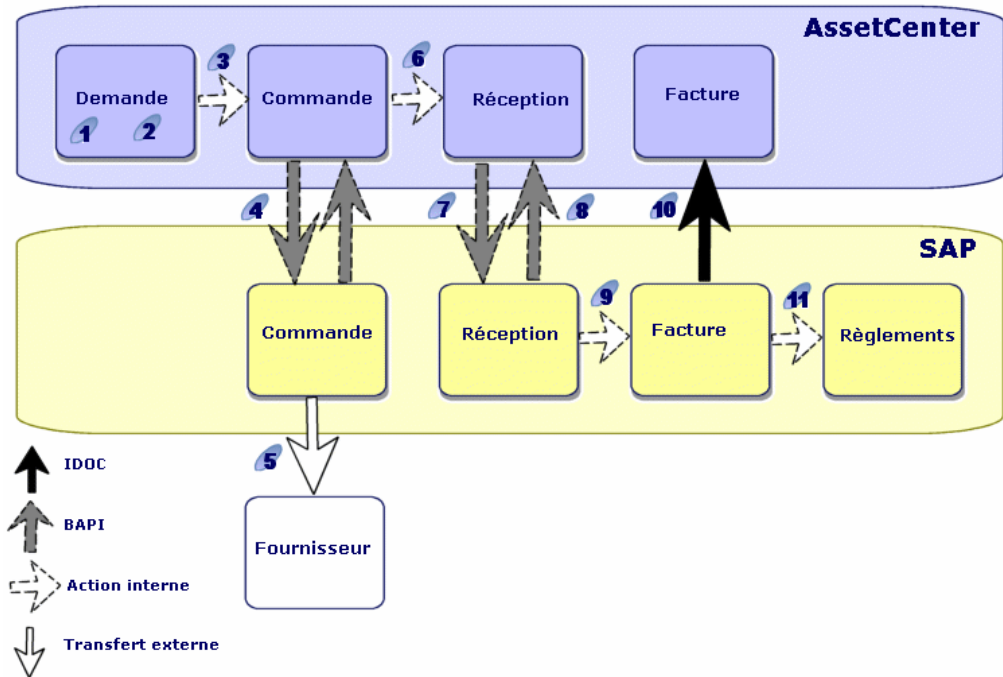 AssetCenter
3
6
Demande
Commande
Réception
Facture
1
2
4
7
8
10
SAP
9
11
Commande
Réception
Facture
Règlements
5
IDOC
BAPI
Fournisseur
Action interne
Transfert externe